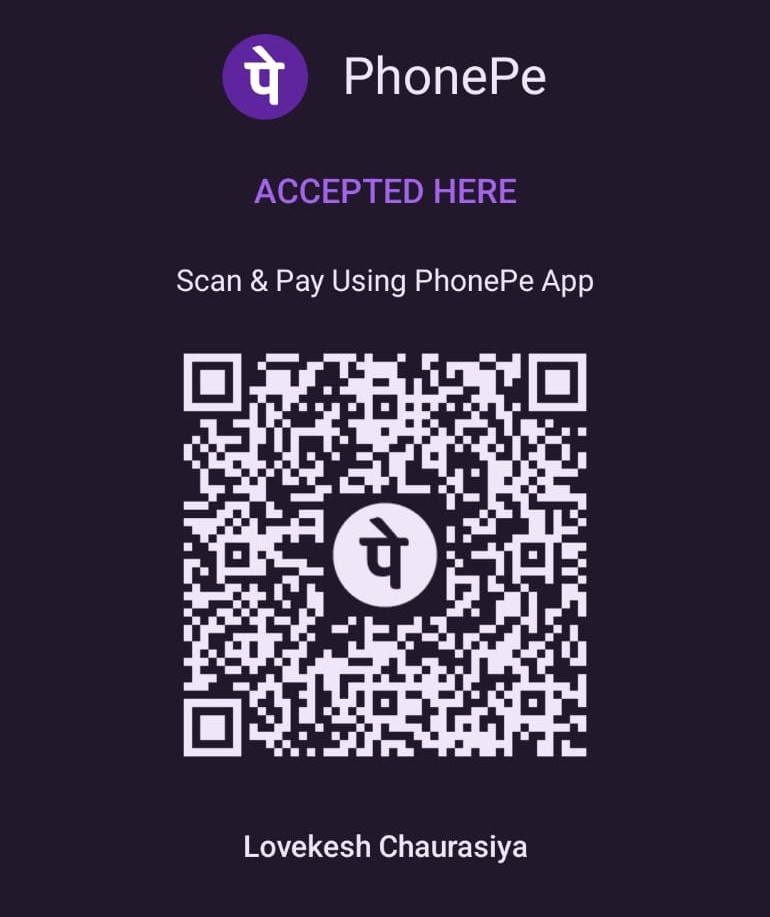 पे PhonePe
ACCEPTED HERE
Scan & Pay Using PhonePe App
पे
Lovekesh Chaurasiya